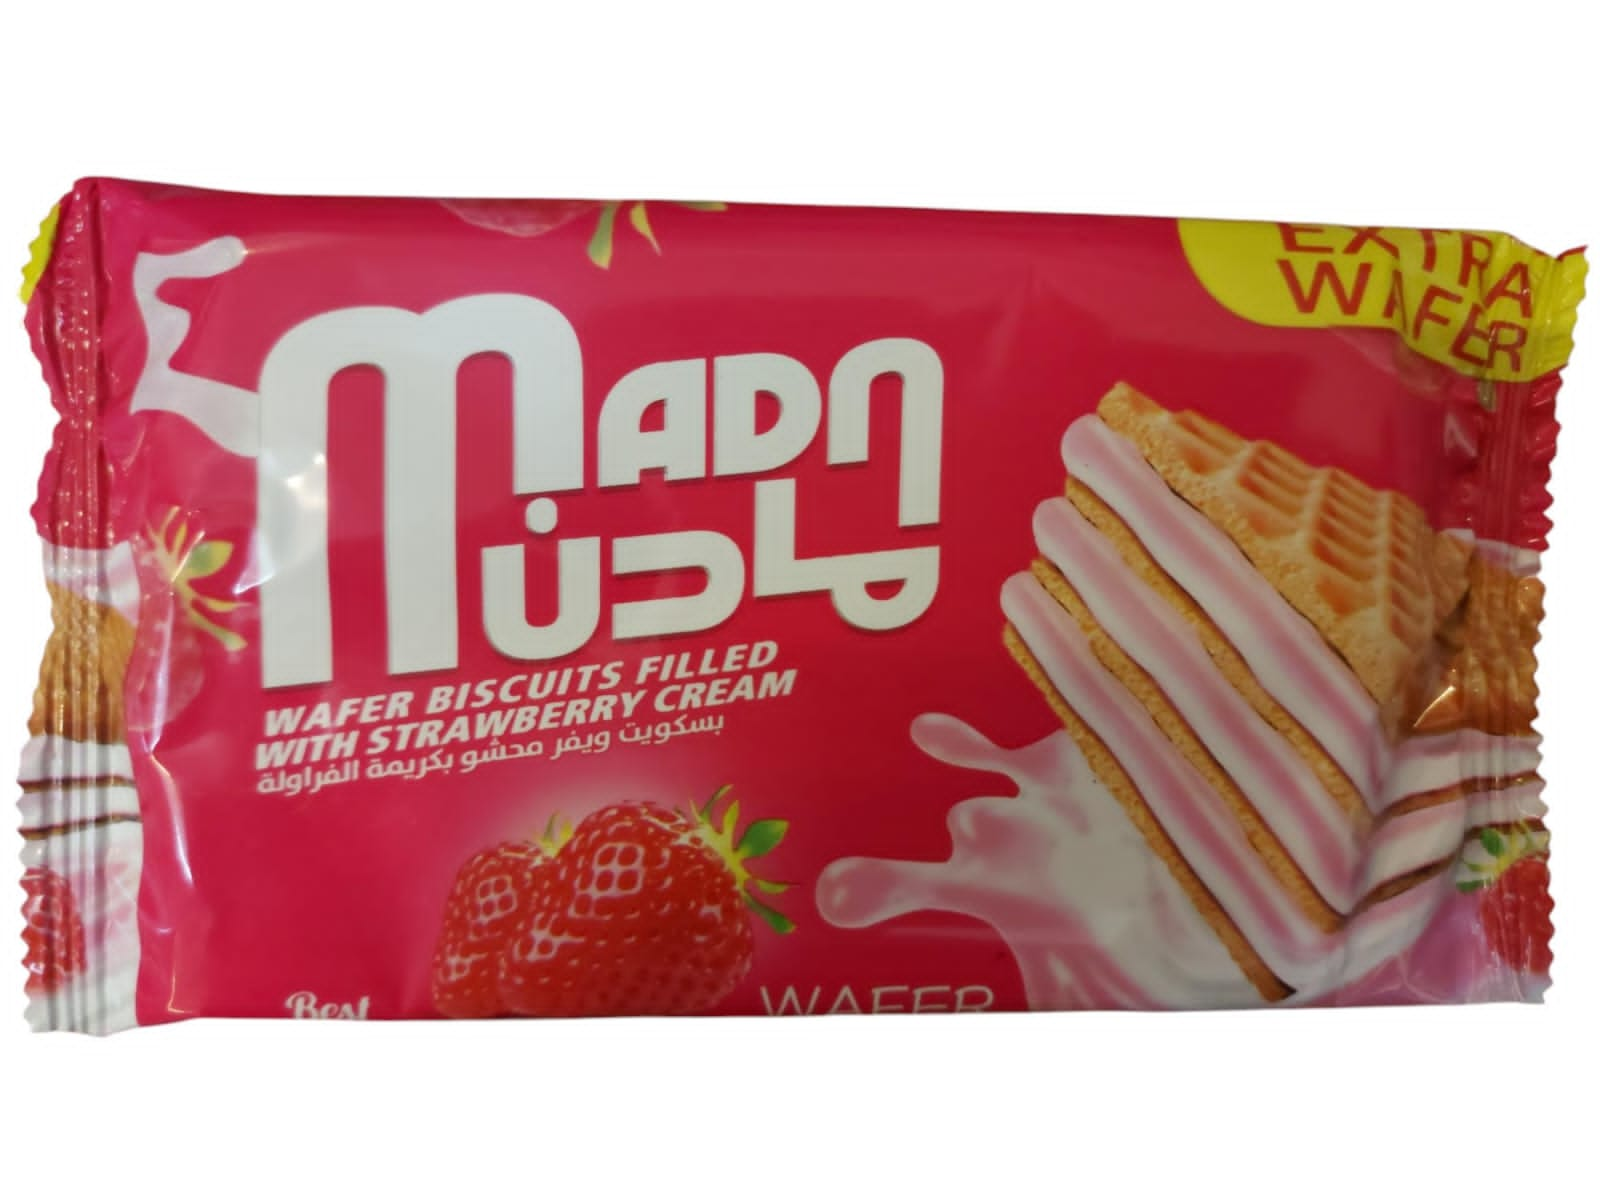 EXTRA
WAFER
MADN
مادن
WAFER BISCUITS FILLED
WITH STRAWBERRY CREAM
بسكويت ويفر محشو بكريمة الفراولة
Best
WAFER